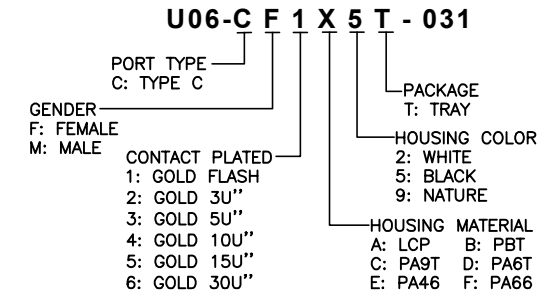 U06-CF1X5T-031
PORT TYPE
C: TYPE C
GENDER
F: FEMALE
M: MALE
CONTACT PLATED
1: GOLD FLASH
2: GOLD 3U''
3: GOLD 5U''
4: GOLD 10U''
5: GOLD 15U''
6: GOLD 30U''
PACKAGE
T: TRAY
HOUSING COLOR
2: WHITE
5: BLACK
9: NATURE
HOUSING MATERIAL
A: LCP B: PBT
C: PA9T D: PA6T
E: PA46 F: PA66